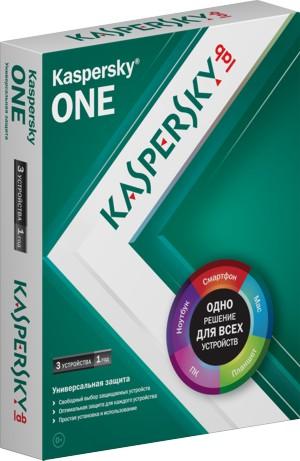 Kaspersky®
ONE
KASPERSKY lab
Смартфон
Mac
Планшет
ПК
Ноутбук
ОДНО
РЕШЕНИЕ
ДЛЯ ВСЕХ
УСТРОЙСТВ
3 УСТРОЙСТВА 1 ГОД
Универсальная защита
• Свободный выбор защищаемых устройств
• Оптимальная защита для каждого устройства
• Простая установка и использование
0+
Kaspersky
ONE
Универсальная защита
3 УСТРОЙСТВА 1 ГОД
KASPERSKY lab